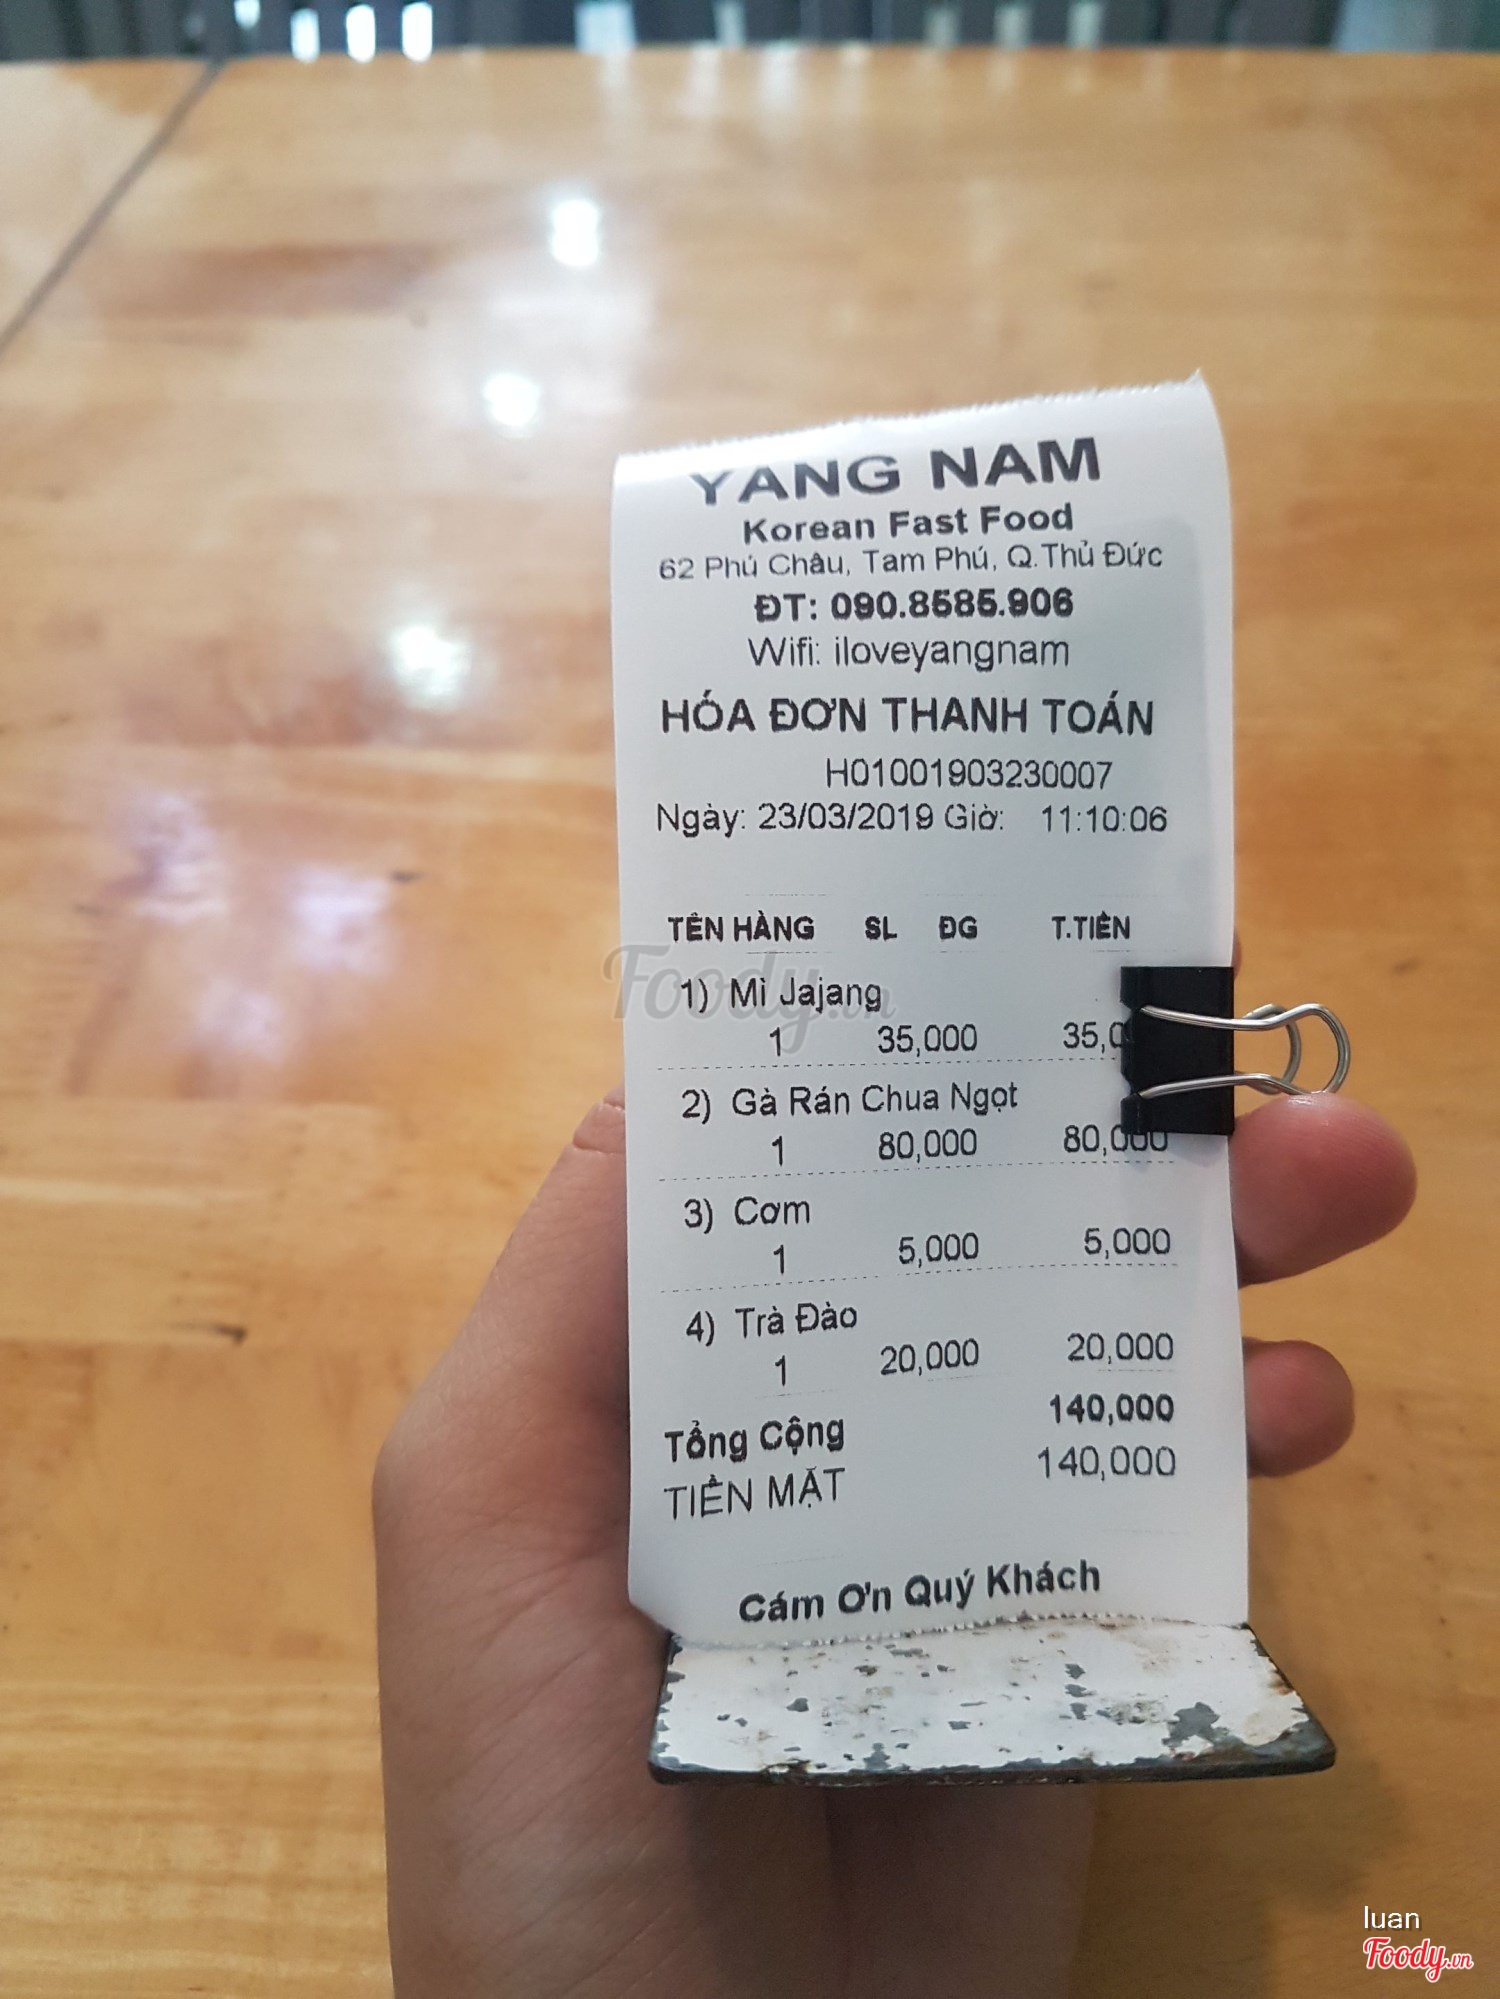 YANG NAM
Korean Fast Food
62 Phú Châu, Tam Phú, Q.Thủ Đức
ĐT: 090.8585.906
Wifi: iloveyangnam
HÓA ĐƠN THANH TOÁN
H01001903230007
Ngày: 23/03/2019 Giờ: 11:10:06
TÊN HÀNG SL ĐG T.TIỀN
1) Mì Jajang
1 35,000 35,0
2) Gà Rán Chua Ngọt
1 80,000 80,000
3) Cơm
1 5,000 5,000
4) Trà Đào
1 20,000 20,000
Tổng Cộng 140,000
TIỀN MẶT 140,000
Cám Ơn Quý Khách
Foody.vn
luan
Foody.vn